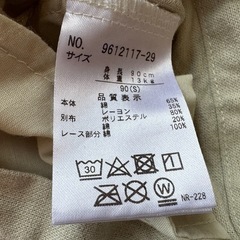 NO. 9612117-29
サイズ
身長 90cm
体重 13kg
90(S)
品質表示
本体 綿 65%
レーヨン 35%
別布 ポリエステル 80%
綿 20%
レース部分 綿 100%
30
W
NR-228